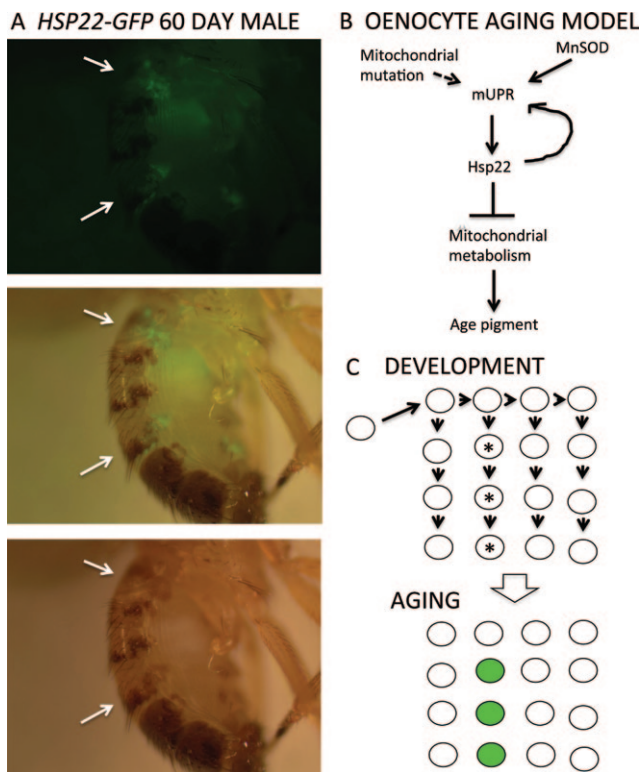 A HSP22-GFP 60 DAY MALE
B OENOCYTE AGING MODEL
Mitochondrial
mutation
MnSOD
mUPR
Hsp22
Mitochondrial
metabolism
Age pigment
C DEVELOPMENT
*
*
*
AGING